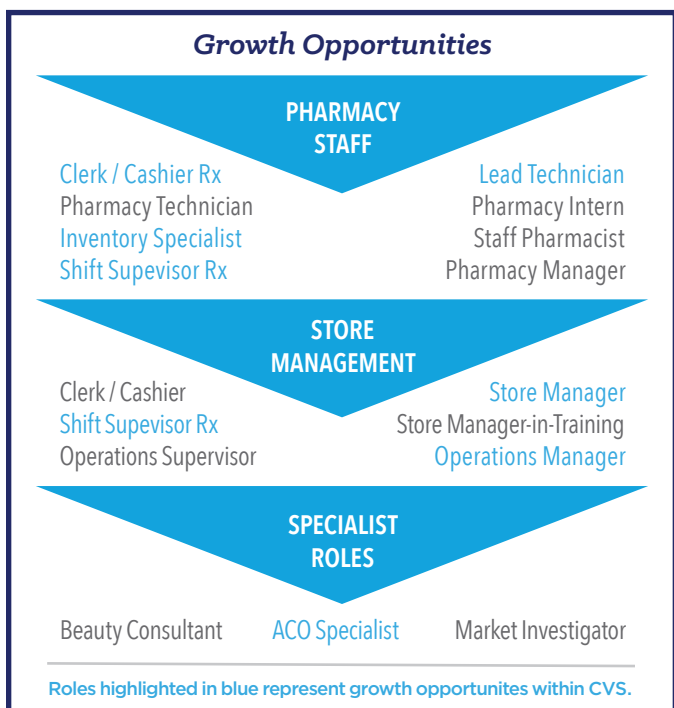 Growth Opportunities
PHARMACY
STAFF
Clerk / Cashier Rx
Pharmacy Technician
Inventory Specialist
Shift Supevisor Rx
Lead Technician
Pharmacy Intern
Staff Pharmacist
Pharmacy Manager
STORE
MANAGEMENT
Clerk / Cashier
Shift Supevisor Rx
Operations Supervisor
Store Manager
Store Manager-in-Training
Operations Manager
SPECIALIST
ROLES
Beauty Consultant ACO Specialist Market Investigator
Roles highlighted in blue represent growth opportunites within CVS.